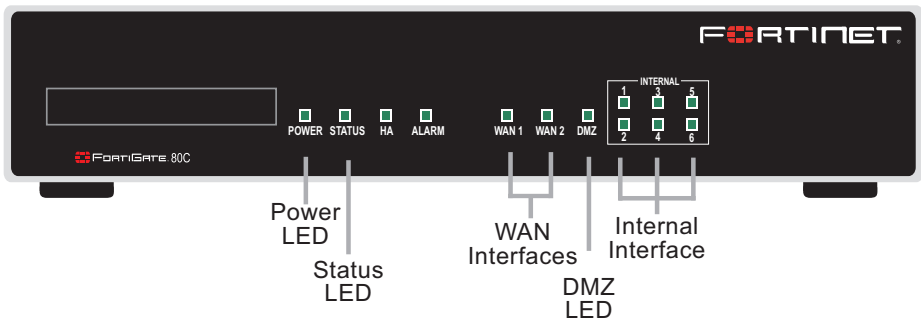 FORTINET
INTERNAL
1 3 5
POWER STATUS HA ALARM WAN 1 WAN 2 DMZ
2 4 6
FORTIGATE 80C
Power
LED
Status
LED
WAN
Interfaces
DMZ
LED
Internal
Interface